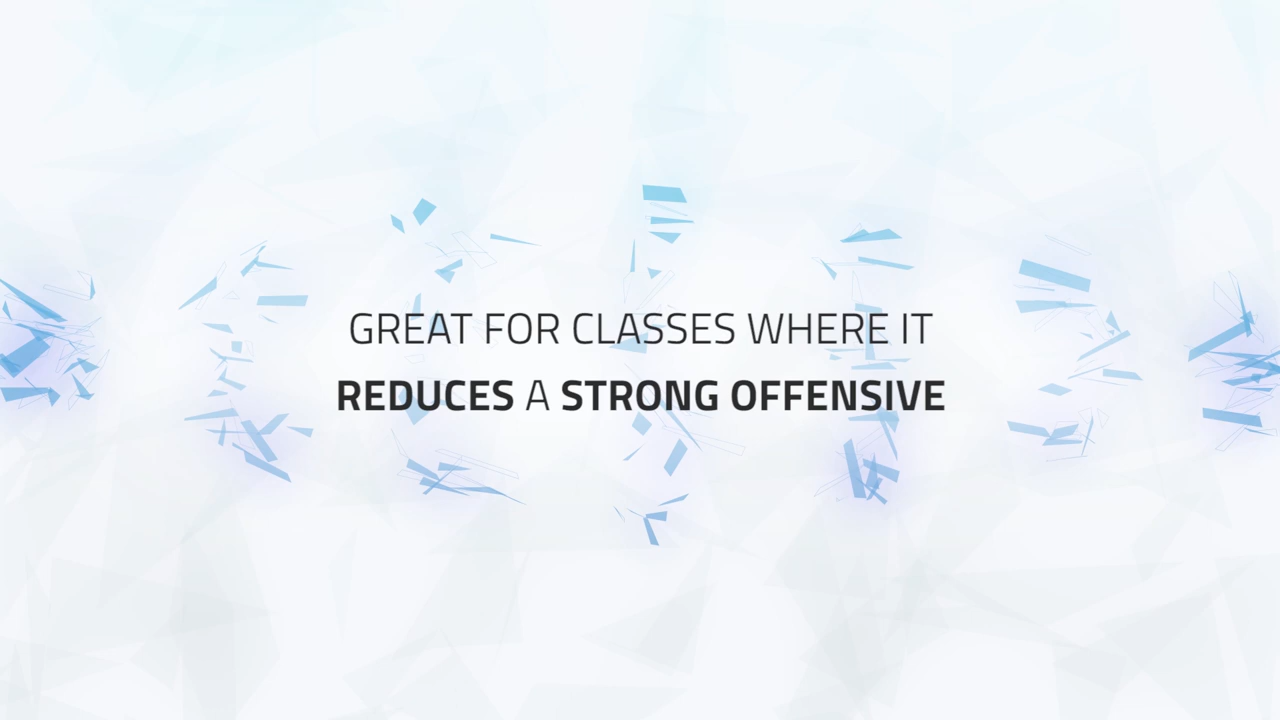 GREAT FOR CLASSES WHERE IT
REDUCES A STRONG OFFENSIVE